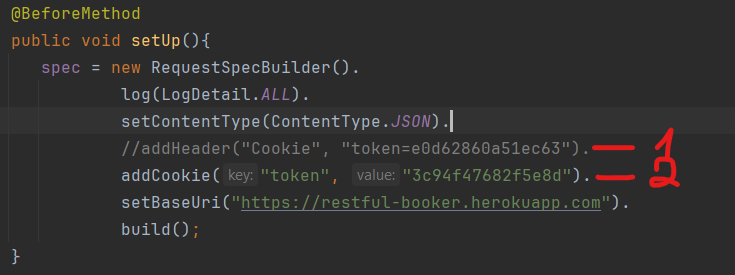 @BeforeMethod
public void setUp(){
spec = new RequestSpecBuilder().
log(LogDetail.ALL).
setContentType(ContentType.JSON).
//addHeader("Cookie", "token=e0d62860a51ec63"). 1
addCookie( key: "token", value: "3c94f47682f5e8d"). 2
setBaseUri("https://restful-booker.herokuapp.com").
build();
}